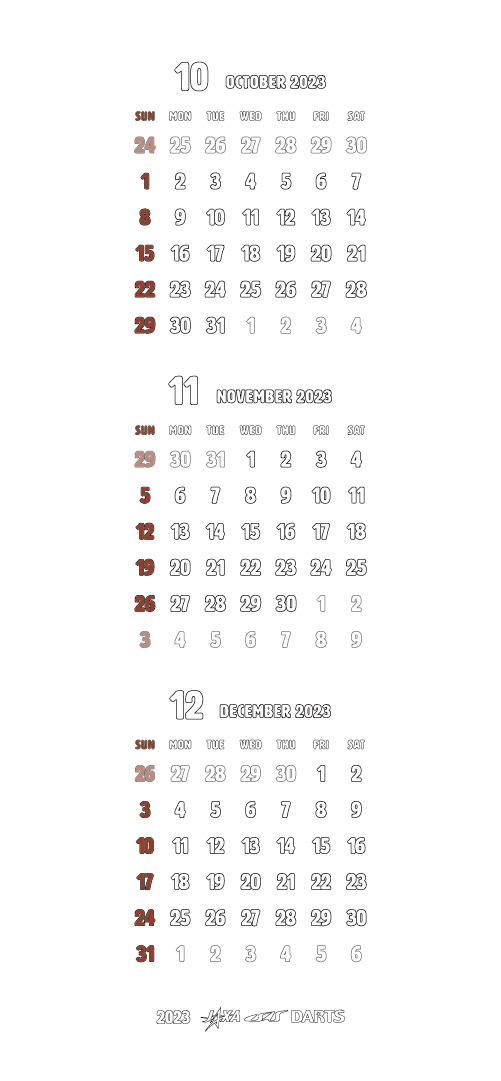 10 OCTOBER 2023
SUN MON TUE WED THU FRI SAT
24 25 26 27 28 29 30
1 2 3 4 5 6 7
8 9 10 11 12 13 14
15 16 17 18 19 20 21
22 23 24 25 26 27 28
29 30 31 1 2 3 4
11 NOVEMBER 2023
SUN MON TUE WED THU FRI SAT
29 30 31 1 2 3 4
5 6 7 8 9 10 11
12 13 14 15 16 17 18
19 20 21 22 23 24 25
26 27 28 29 30 1 2
3 4 5 6 7 8 9
12 DECEMBER 2023
SUN MON TUE WED THU FRI SAT
26 27 28 29 30 1 2
3 4 5 6 7 8 9
10 11 12 13 14 15 16
17 18 19 20 21 22 23
24 25 26 27 28 29 30
31 1 2 3 4 5 6
2023 JAXA DARTS